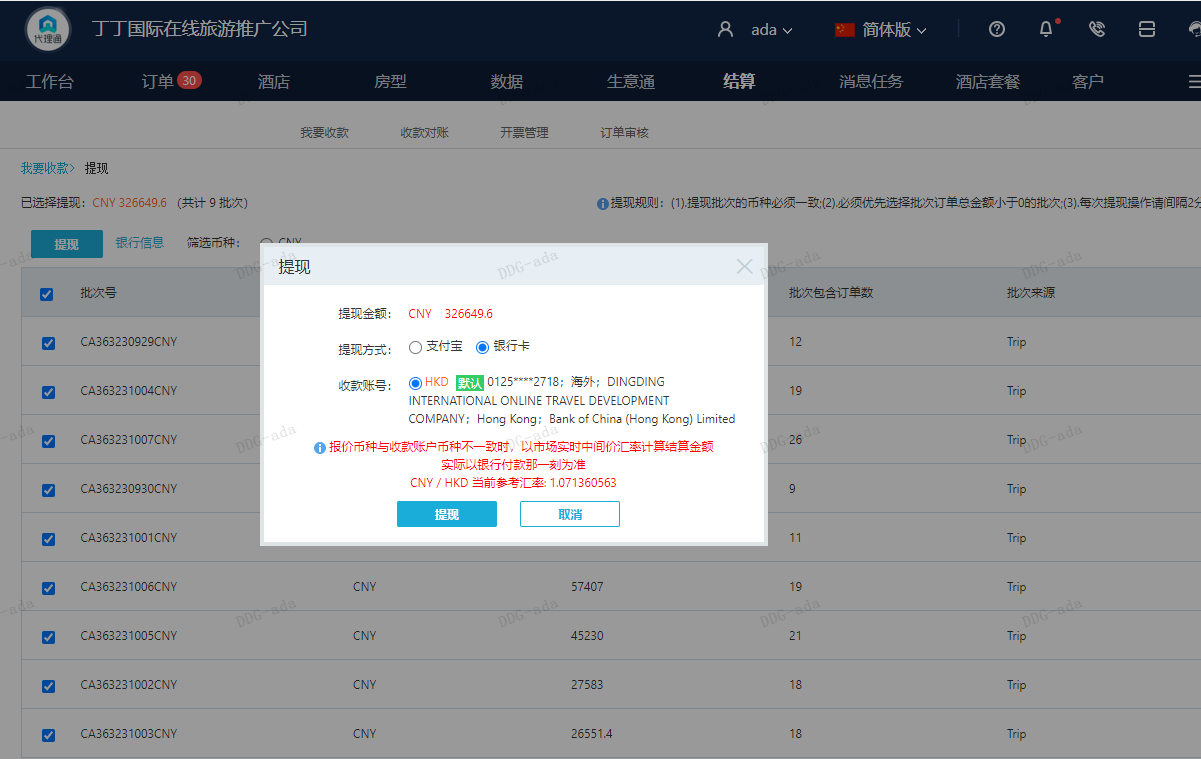 代理通
丁丁国际在线旅游推广公司
ada
简体版
工作台
订单 30
酒店
房型
数据
生意通
结算
消息任务
酒店套餐
客户
我要收款
收款对账
开票管理
订单审核
我要收款> 提现
已选择提现： CNY 326649.6 (共计 9 批次)
提现规则：(1).提现批次的币种必须一致;(2).必须优先选择批次订单总金额小于0的批次;(3).每次提现操作请间隔2分
提现
银行信息
筛选币种：
CNY
批次号
批次包含订单数
批次来源
CA363230929CNY
12
Trip
CA363231004CNY
19
Trip
CA363231007CNY
26
Trip
CA363230930CNY
9
Trip
CA363231001CNY
11
Trip
CA363231006CNY
CNY
57407
19
Trip
CA363231005CNY
CNY
45230
21
Trip
CA363231002CNY
CNY
27583
18
Trip
CA363231003CNY
CNY
26551.4
18
Trip
提现
提现金额： CNY 326649.6
提现方式： 支付宝 银行卡
收款账号： HKD 默认 0125****2718；海外；DINGDING
INTERNATIONAL ONLINE TRAVEL DEVELOPMENT
COMPANY；Hong Kong；Bank of China (Hong Kong) Limited
报价币种与收款账户币种不一致时，以市场实时中间价汇率计算结算金额
实际以银行付款那一刻为准
CNY / HKD 当前参考汇率: 1.071360563
提现
取消
DDG-ada